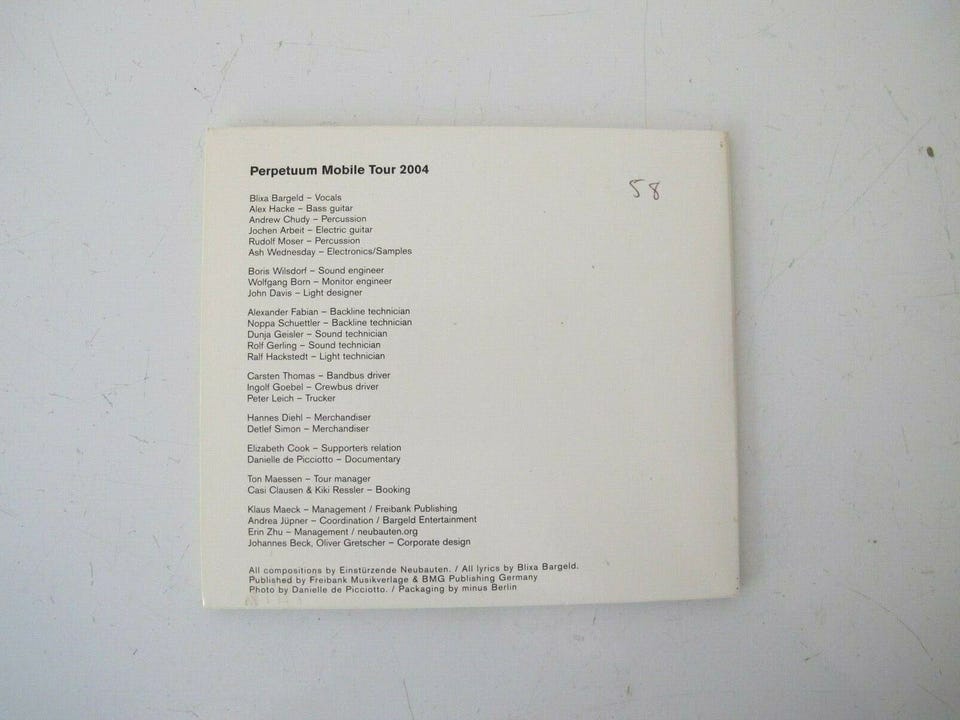 Perpetuum Mobile Tour 2004
58
Blixa Bargeld – Vocals
Alex Hacke – Bass guitar
Andrew Chudy – Percussion
Jochen Arbeit – Electric guitar
Rudolf Moser – Percussion
Ash Wednesday – Electronics/Samples
Boris Wilsdorf – Sound engineer
Wolfgang Born – Monitor engineer
John Davis – Light designer
Alexander Fabian – Backline technician
Noppa Schuettler – Backline technician
Dunja Geisler – Sound technician
Rolf Gerling – Sound technician
Ralf Hackstedt – Light technician
Carsten Thomas – Bandbus driver
Ingolf Goebel – Crewbus driver
Peter Leich – Trucker
Hannes Diehl – Merchandiser
Detlef Simon – Merchandiser
Elizabeth Cook – Supporters relation
Danielle de Picciotto – Documentary
Ton Maessen – Tour manager
Casi Clausen & Kiki Ressler – Booking
Klaus Maeck – Management / Freibank Publishing
Andrea Jüpner – Coordination / Bargeld Entertainment
Erin Zhu – Management / neubauten.org
Johannes Beck, Oliver Gretscher – Corporate design
All compositions by Einstürzende Neubauten. / All lyrics by Blixa Bargeld.
Published by Freibank Musikverlage & BMG Publishing Germany
Photo by Danielle de Picciotto. / Packaging by minus Berlin